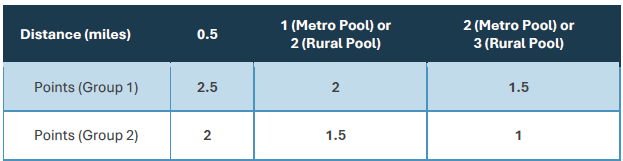 Distance (miles) 0.5 1 (Metro Pool) or 2 (Metro Pool) or
2 (Rural Pool) 3 (Rural Pool)
Points (Group 1) 2.5 2 1.5
Points (Group 2) 2 1.5 1